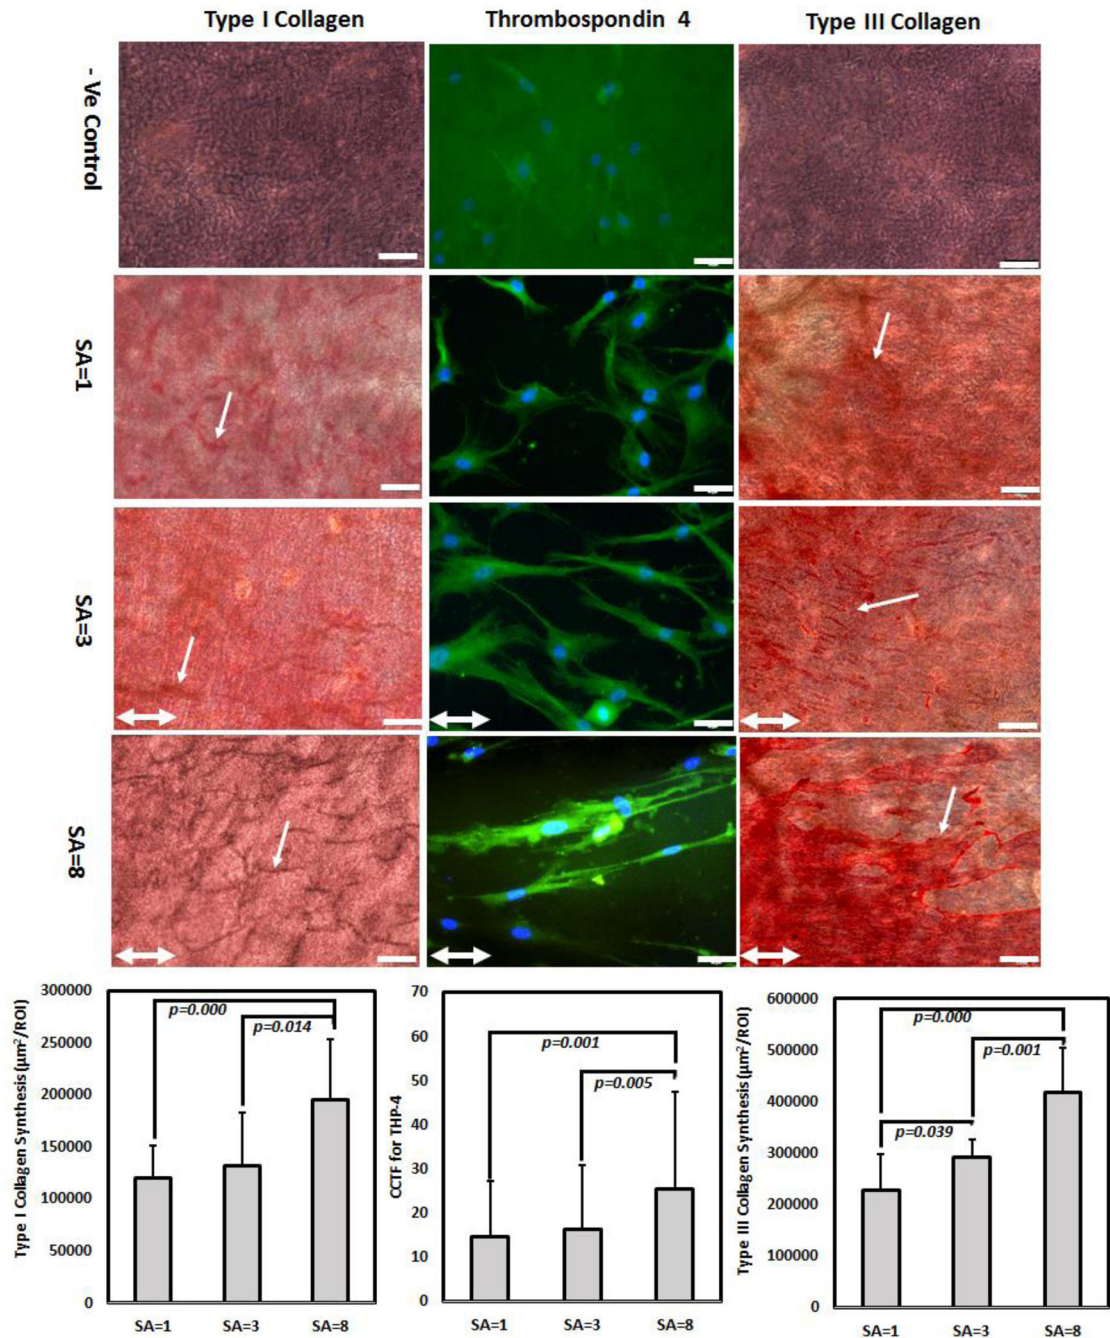 Type I Collagen
Thrombospondin 4
Type III Collagen
- Ve Control
SA=1
SA=3
SA=8
Type I Collagen Synthesis (µm²/ROI)
300000
250000
200000
150000
100000
50000
0
p=0.000
p=0.014
SA=1
SA=3
SA=8
CCTF for THP-4
70
60
50
40
30
20
10
0
p=0.001
p=0.005
SA=1
SA=3
SA=8
Type III Collagen Synthesis (µm²/ROI)
600000
500000
400000
300000
200000
100000
0
p=0.000
p=0.001
p=0.039
SA=1
SA=3
SA=8